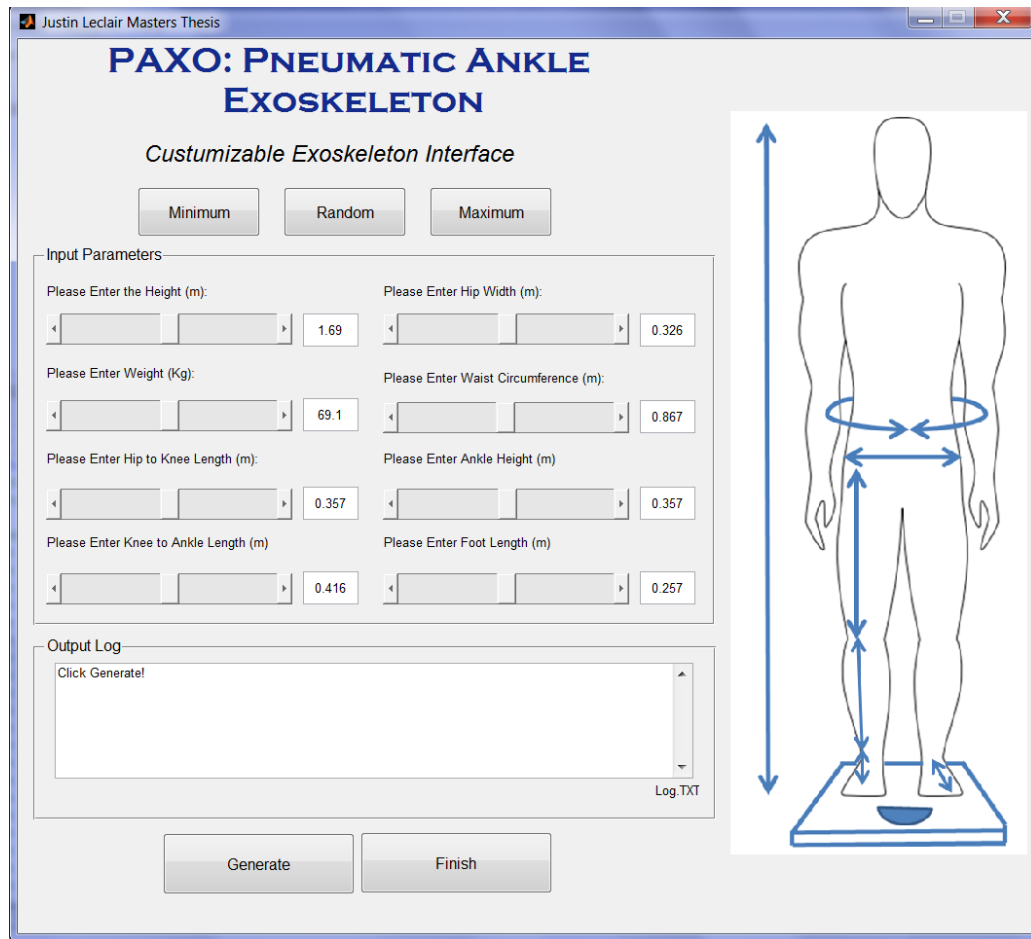 Justin Leclair Masters Thesis
PAXO: PNEUMATIC ANKLE
EXOSKELETON
Custumizable Exoskeleton Interface
Minimum
Random
Maximum
Input Parameters
Please Enter the Height (m):
1.69
Please Enter Hip Width (m):
0.326
Please Enter Weight (Kg):
69.1
Please Enter Waist Circumference (m):
0.867
Please Enter Hip to Knee Length (m):
0.357
Please Enter Ankle Height (m)
0.357
Please Enter Knee to Ankle Length (m)
0.416
Please Enter Foot Length (m)
0.257
Output Log
Click Generate!
Log.TXT
Generate
Finish